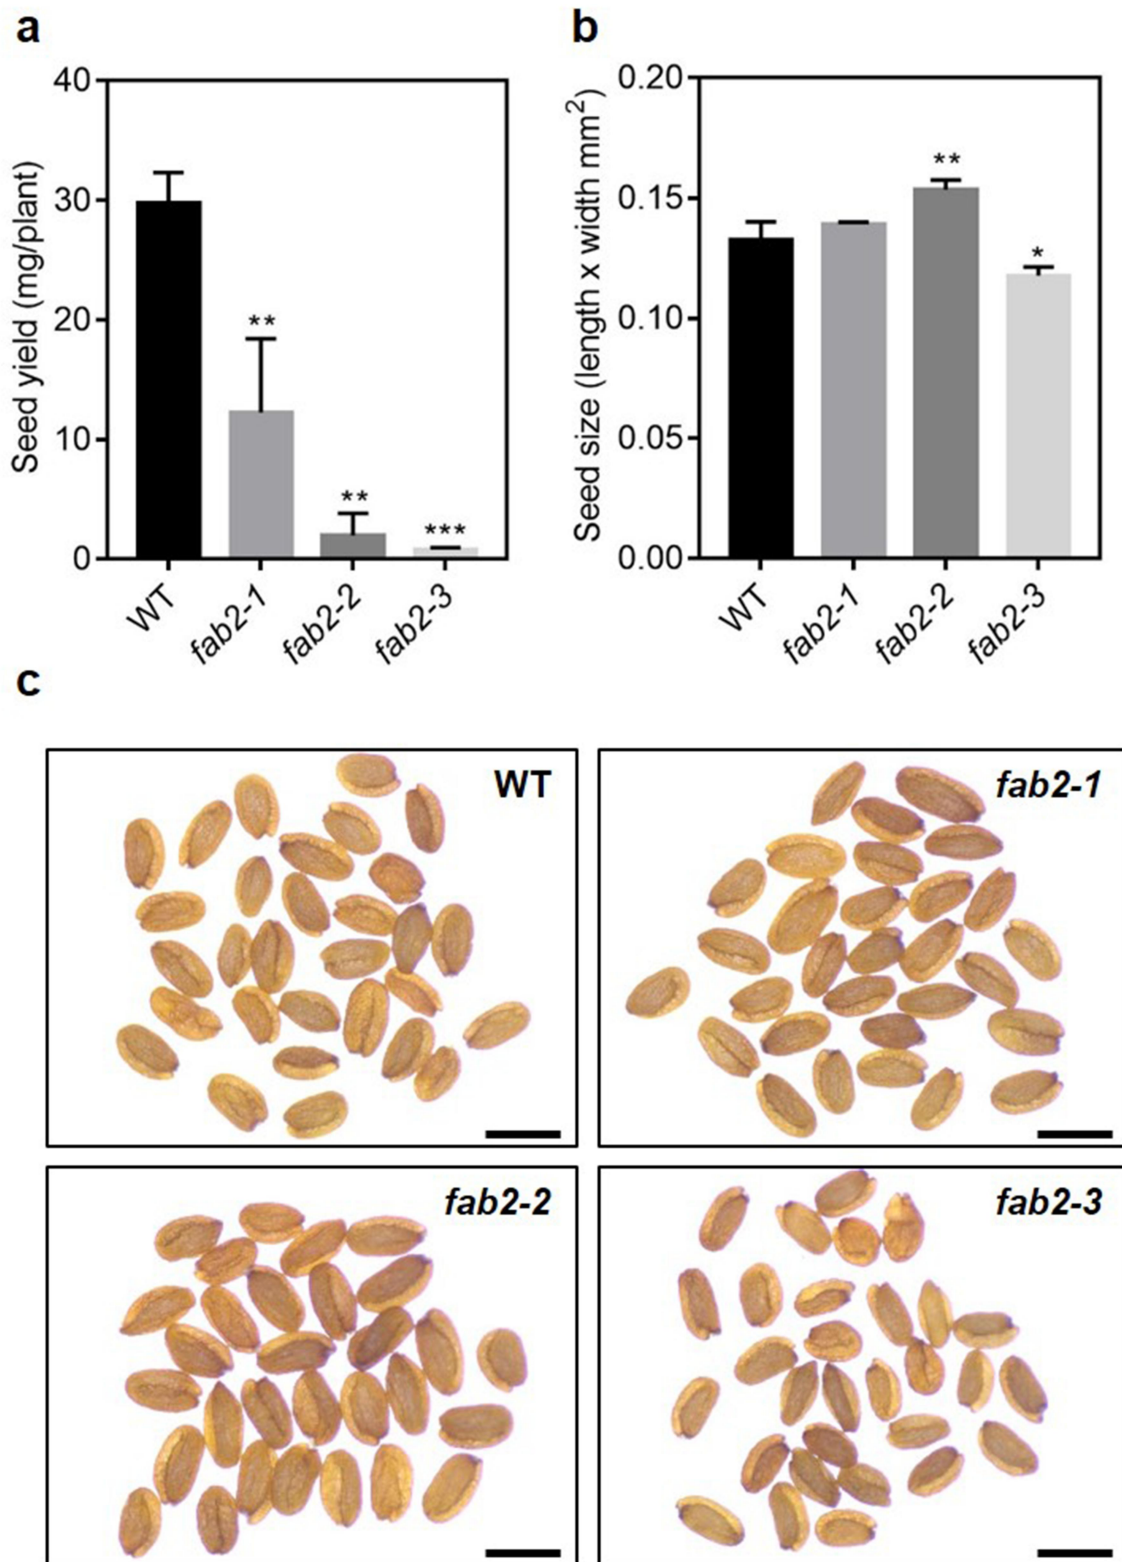 a
Seed yield (mg/plant)
40
30
20
10
0
**
**
***
WT
fab2-1
fab2-2
fab2-3
b
Seed size (length x width mm²)
0.20
0.15
0.10
0.05
0.00
**
*
WT
fab2-1
fab2-2
fab2-3
c
WT
fab2-1
fab2-2
fab2-3